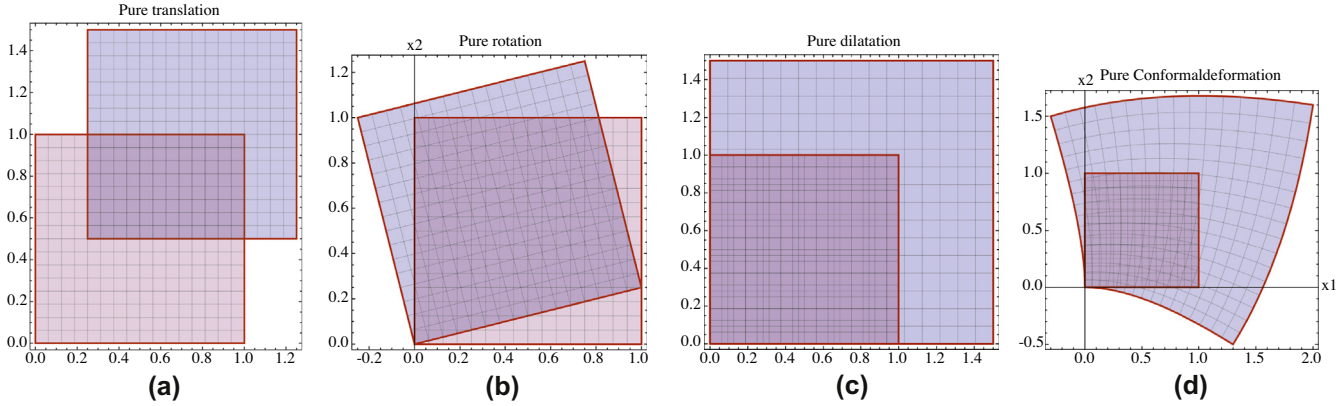 Pure translation
1.4
1.2
1.0
0.8
0.6
0.4
0.2
0.0
0.0 0.2 0.4 0.6 0.8 1.0 1.2
(a)
x2
Pure rotation
1.2
1.0
0.8
0.6
0.4
0.2
0.0
-0.2 0.0 0.2 0.4 0.6 0.8 1.0
(b)
Pure dilatation
1.4
1.2
1.0
0.8
0.6
0.4
0.2
0.0
0.0 0.2 0.4 0.6 0.8 1.0 1.2 1.4
(c)
x2
Pure Conformaldeformation
1.5
1.0
0.5
0.0
x1
-0.5
0.0 0.5 1.0 1.5 2.0
(d)